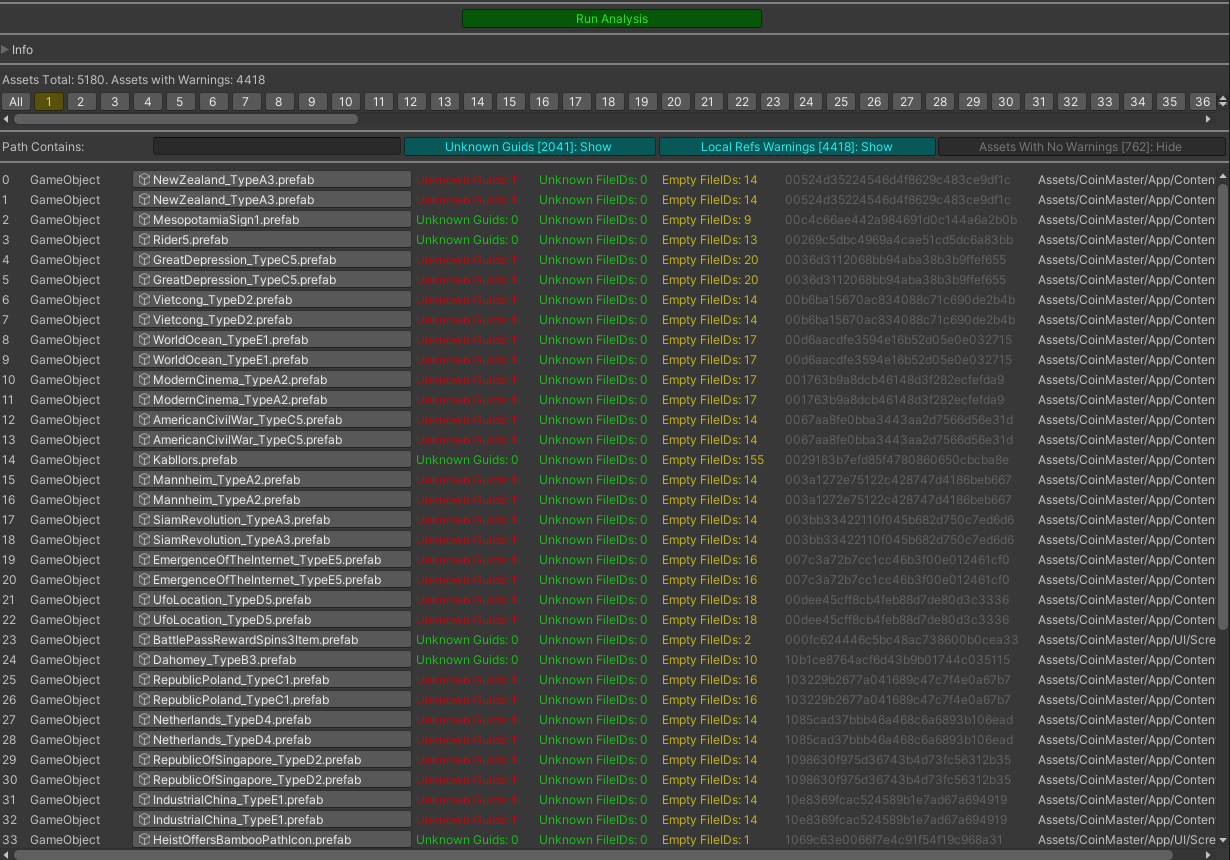 Run Analysis
Info
Assets Total: 5180. Assets with Warnings: 4418
All 1 2 3 4 5 6 7 8 9 10 11 12 13 14 15 16 17 18 19 20 21 22 23 24 25 26 27 28 29 30 31 32 33 34 35 36
Path Contains: Unknown Guids [2041]: Show Local Refs Warnings [4418]: Show Assets With No Warnings [762]: Hide
0 GameObject NewZealand_TypeA3.prefab Unknown Guids: 1 Unknown FileIDs: 0 Empty FileIDs: 14 00524d35224546d4f8629c483ce9df1c Assets/CoinMaster/App/Conten
1 GameObject NewZealand_TypeA3.prefab Unknown Guids: 1 Unknown FileIDs: 0 Empty FileIDs: 14 00524d35224546d4f8629c483ce9df1c Assets/CoinMaster/App/Conten
2 GameObject MesopotamiaSign1.prefab Unknown Guids: 0 Unknown FileIDs: 0 Empty FileIDs: 9 00c4c66ae442a984691d0c144a6a2b0b Assets/CoinMaster/App/Conten
3 GameObject Rider5.prefab Unknown Guids: 0 Unknown FileIDs: 0 Empty FileIDs: 13 00269c5dbc4969a4cae51cd5dc6a83bb Assets/CoinMaster/App/Conten
4 GameObject GreatDepression_TypeC5.prefab Unknown Guids: 1 Unknown FileIDs: 0 Empty FileIDs: 20 0036d3112068bb94aba38b3b9ffef655 Assets/CoinMaster/App/Conten
5 GameObject GreatDepression_TypeC5.prefab Unknown Guids: 1 Unknown FileIDs: 0 Empty FileIDs: 20 0036d3112068bb94aba38b3b9ffef655 Assets/CoinMaster/App/Conten
6 GameObject Vietcong_TypeD2.prefab Unknown Guids: 1 Unknown FileIDs: 0 Empty FileIDs: 14 00b6ba15670ac834088c71c690de2b4b Assets/CoinMaster/App/Conten
7 GameObject Vietcong_TypeD2.prefab Unknown Guids: 1 Unknown FileIDs: 0 Empty FileIDs: 14 00b6ba15670ac834088c71c690de2b4b Assets/CoinMaster/App/Conten
8 GameObject WorldOcean_TypeE1.prefab Unknown Guids: 1 Unknown FileIDs: 0 Empty FileIDs: 17 00d6aacdfe3594e16b52d05e0e032715 Assets/CoinMaster/App/Conten
9 GameObject WorldOcean_TypeE1.prefab Unknown Guids: 1 Unknown FileIDs: 0 Empty FileIDs: 17 00d6aacdfe3594e16b52d05e0e032715 Assets/CoinMaster/App/Conten
10 GameObject ModernCinema_TypeA2.prefab Unknown Guids: 1 Unknown FileIDs: 0 Empty FileIDs: 17 001763b9a8dcb46148d3f282ecfefda9 Assets/CoinMaster/App/Conten
11 GameObject ModernCinema_TypeA2.prefab Unknown Guids: 1 Unknown FileIDs: 0 Empty FileIDs: 17 001763b9a8dcb46148d3f282ecfefda9 Assets/CoinMaster/App/Conten
12 GameObject AmericanCivilWar_TypeC5.prefab Unknown Guids: 1 Unknown FileIDs: 0 Empty FileIDs: 14 0067aa8fe0bba3443aa2d7566d56e31d Assets/CoinMaster/App/Conten
13 GameObject AmericanCivilWar_TypeC5.prefab Unknown Guids: 1 Unknown FileIDs: 0 Empty FileIDs: 14 0067aa8fe0bba3443aa2d7566d56e31d Assets/CoinMaster/App/Conten
14 GameObject Kabllors.prefab Unknown Guids: 0 Unknown FileIDs: 0 Empty FileIDs: 155 0029183b7efd85f4780860650cbcba8e Assets/CoinMaster/App/Conten
15 GameObject Mannheim_TypeA2.prefab Unknown Guids: 1 Unknown FileIDs: 0 Empty FileIDs: 14 003a1272e75122c428747d4186beb667 Assets/CoinMaster/App/Conten
16 GameObject Mannheim_TypeA2.prefab Unknown Guids: 1 Unknown FileIDs: 0 Empty FileIDs: 14 003a1272e75122c428747d4186beb667 Assets/CoinMaster/App/Conten
17 GameObject SiamRevolution_TypeA3.prefab Unknown Guids: 1 Unknown FileIDs: 0 Empty FileIDs: 14 003bb33422110f045b682d750c7ed6d6 Assets/CoinMaster/App/Conten
18 GameObject SiamRevolution_TypeA3.prefab Unknown Guids: 1 Unknown FileIDs: 0 Empty FileIDs: 14 003bb33422110f045b682d750c7ed6d6 Assets/CoinMaster/App/Conten
19 GameObject EmergenceOfTheInternet_TypeE5.prefab Unknown Guids: 1 Unknown FileIDs: 0 Empty FileIDs: 16 007c3a72b7cc1cc46b3f00e012461cf0 Assets/CoinMaster/App/Conten
20 GameObject EmergenceOfTheInternet_TypeE5.prefab Unknown Guids: 1 Unknown FileIDs: 0 Empty FileIDs: 16 007c3a72b7cc1cc46b3f00e012461cf0 Assets/CoinMaster/App/Conten
21 GameObject UfoLocation_TypeD5.prefab Unknown Guids: 1 Unknown FileIDs: 0 Empty FileIDs: 18 00dee45cff8cb4feb88d7de80d3c3336 Assets/CoinMaster/App/Conten
22 GameObject UfoLocation_TypeD5.prefab Unknown Guids: 1 Unknown FileIDs: 0 Empty FileIDs: 18 00dee45cff8cb4feb88d7de80d3c3336 Assets/CoinMaster/App/Conten
23 GameObject BattlePassRewardSpins3Item.prefab Unknown Guids: 0 Unknown FileIDs: 0 Empty FileIDs: 2 000fc624446c5bc48ac738600b0cea33 Assets/CoinMaster/App/UI/Scre
24 GameObject Dahomey_TypeB3.prefab Unknown Guids: 0 Unknown FileIDs: 0 Empty FileIDs: 10 10b1ce8764acf6d43b9b01744c035115 Assets/CoinMaster/App/Conten
25 GameObject RepublicPoland_TypeC1.prefab Unknown Guids: 1 Unknown FileIDs: 0 Empty FileIDs: 16 103229b2677a041689c47c7f4e0a67b7 Assets/CoinMaster/App/Conten
26 GameObject RepublicPoland_TypeC1.prefab Unknown Guids: 1 Unknown FileIDs: 0 Empty FileIDs: 16 103229b2677a041689c47c7f4e0a67b7 Assets/CoinMaster/App/Conten
27 GameObject Netherlands_TypeD4.prefab Unknown Guids: 1 Unknown FileIDs: 0 Empty FileIDs: 14 1085cad37bbb46a468c6a6893b106ead Assets/CoinMaster/App/Conten
28 GameObject Netherlands_TypeD4.prefab Unknown Guids: 1 Unknown FileIDs: 0 Empty FileIDs: 14 1085cad37bbb46a468c6a6893b106ead Assets/CoinMaster/App/Conten
29 GameObject RepublicOfSingapore_TypeD2.prefab Unknown Guids: 1 Unknown FileIDs: 0 Empty FileIDs: 14 1098630f975d36743b4d73fc56312b35 Assets/CoinMaster/App/Conten
30 GameObject RepublicOfSingapore_TypeD2.prefab Unknown Guids: 1 Unknown FileIDs: 0 Empty FileIDs: 14 1098630f975d36743b4d73fc56312b35 Assets/CoinMaster/App/Conten
31 GameObject IndustrialChina_TypeE1.prefab Unknown Guids: 1 Unknown FileIDs: 0 Empty FileIDs: 14 10e8369fcac524589b1e7ad67a694919 Assets/CoinMaster/App/Conten
32 GameObject IndustrialChina_TypeE1.prefab Unknown Guids: 1 Unknown FileIDs: 0 Empty FileIDs: 14 10e8369fcac524589b1e7ad67a694919 Assets/CoinMaster/App/Conten
33 GameObject HeistOffersBambooPathIcon.prefab Unknown Guids: 0 Unknown FileIDs: 0 Empty FileIDs: 1 1069c63e0066f7e4c91f54f19c968a31 Assets/CoinMaster/App/UI/Scre